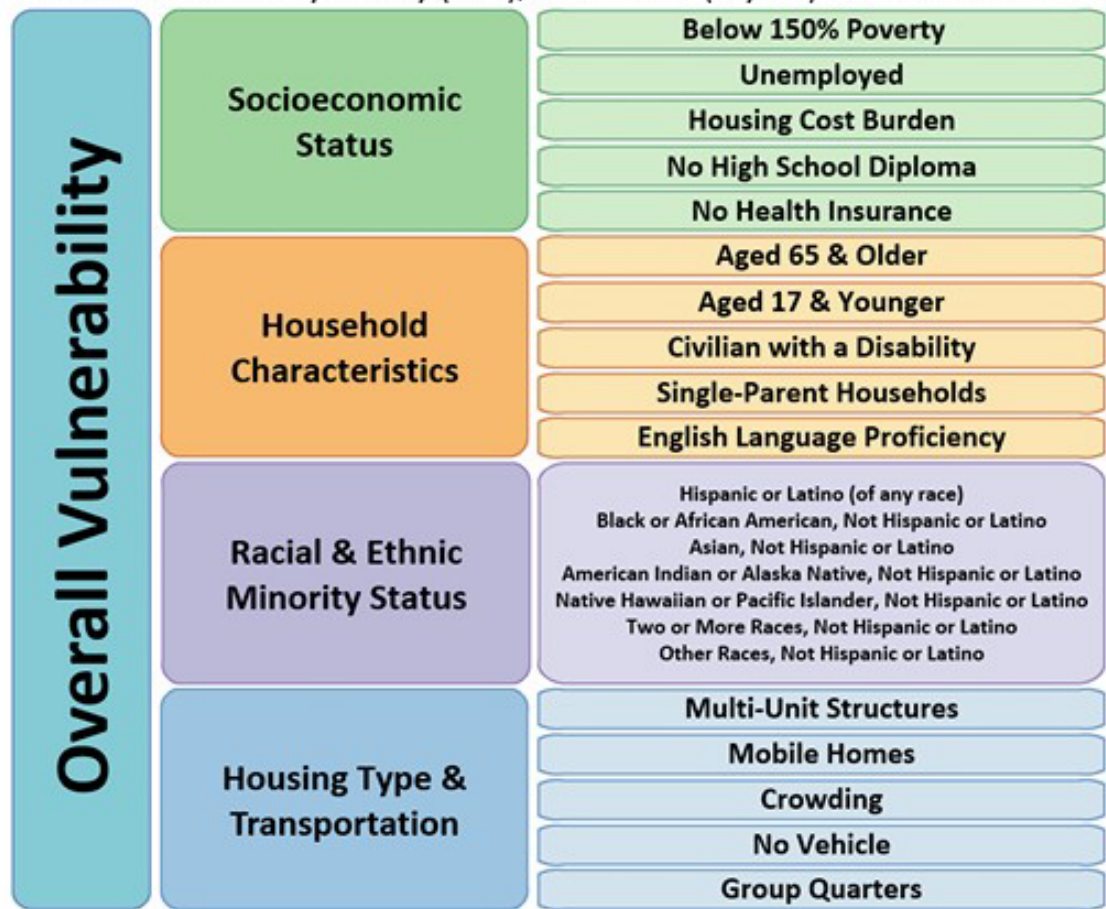 Overall Vulnerability
Socioeconomic
Status
Below 150% Poverty
Unemployed
Housing Cost Burden
No High School Diploma
No Health Insurance
Household
Characteristics
Aged 65 & Older
Aged 17 & Younger
Civilian with a Disability
Single-Parent Households
English Language Proficiency
Racial & Ethnic
Minority Status
Hispanic or Latino (of any race)
Black or African American, Not Hispanic or Latino
Asian, Not Hispanic or Latino
American Indian or Alaska Native, Not Hispanic or Latino
Native Hawaiian or Pacific Islander, Not Hispanic or Latino
Two or More Races, Not Hispanic or Latino
Other Races, Not Hispanic or Latino
Housing Type &
Transportation
Multi-Unit Structures
Mobile Homes
Crowding
No Vehicle
Group Quarters